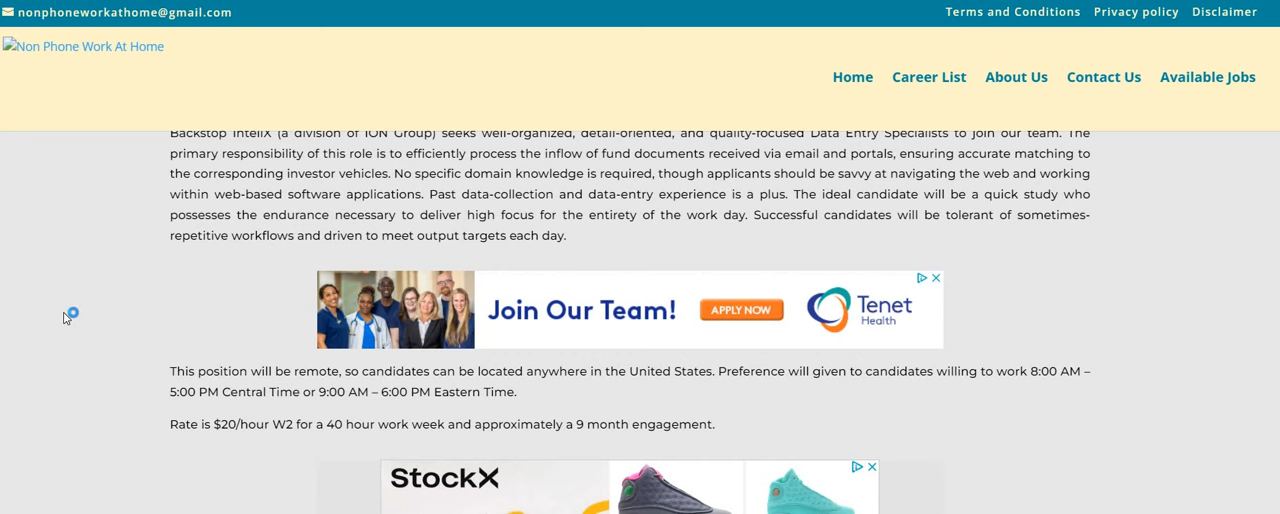 nonphoneworkathome@gmail.com
Terms and Conditions Privacy policy Disclaimer
Non Phone Work At Home
Home Career List About Us Contact Us Available Jobs
Backstop IntellX (a division of ION Group) seeks well-organized, detail-oriented, and quality-focused Data Entry Specialists to join our team. The
primary responsibility of this role is to efficiently process the inflow of fund documents received via email and portals, ensuring accurate matching to
the corresponding investor vehicles. No specific domain knowledge is required, though applicants should be savvy at navigating the web and working
within web-based software applications. Past data-collection and data-entry experience is a plus. The ideal candidate will be a quick study who
possesses the endurance necessary to deliver high focus for the entirety of the work day. Successful candidates will be tolerant of sometimes-
repetitive workflows and driven to meet output targets each day.
Join Our Team!
APPLY NOW
Tenet
Health
This position will be remote, so candidates can be located anywhere in the United States. Preference will given to candidates willing to work 8:00 AM –
5:00 PM Central Time or 9:00 AM – 6:00 PM Eastern Time.
Rate is $20/hour W2 for a 40 hour work week and approximately a 9 month engagement.
StockX